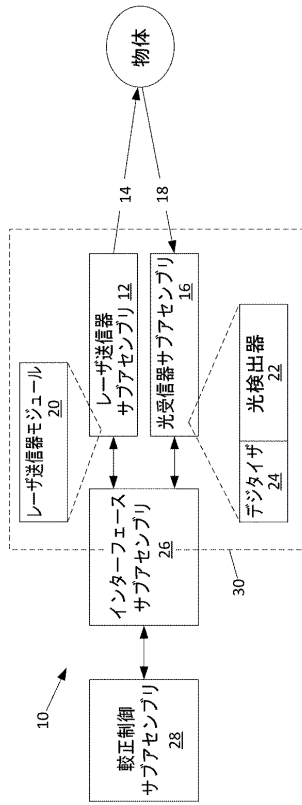 10
較正制御
サブアセンブリ
28
インターフェース
サブアセンブリ
26
30
レーザ送信器モジュール
20
レーザ送信器
サブアセンブリ 12
光受信器サブアセンブリ
16
デジタイザ
24
光検出器
22
14
18
物体